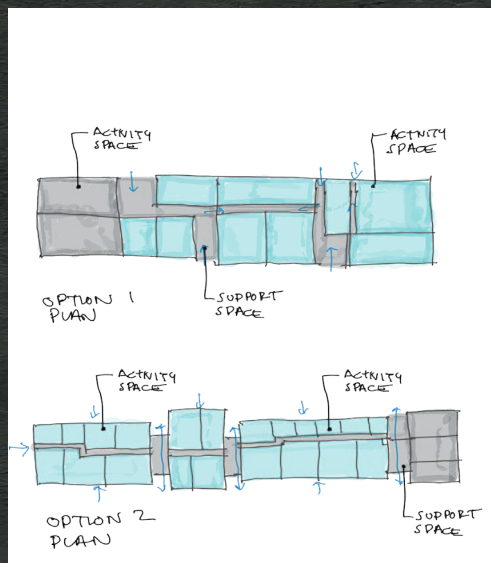 ACTIVITY
SPACE
ACTIVITY
SPACE
OPTION 1
PLAN
SUPPORT
SPACE
ACTIVITY
SPACE
ACTIVITY
SPACE
OPTION 2
PLAN
SUPPORT
SPACE